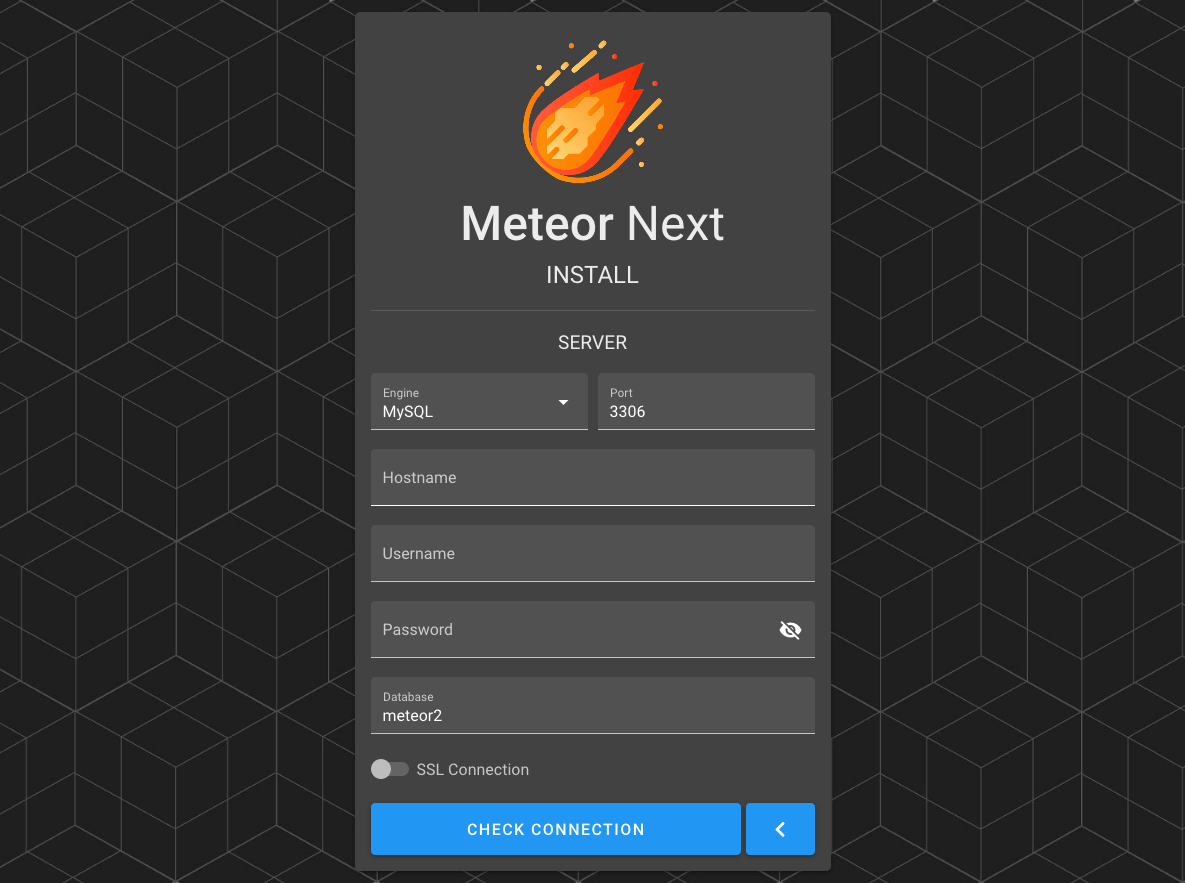 Meteor Next
INSTALL
SERVER
Engine
MySQL
Port
3306
Hostname
Username
Password
Database
meteor2
SSL Connection
CHECK CONNECTION